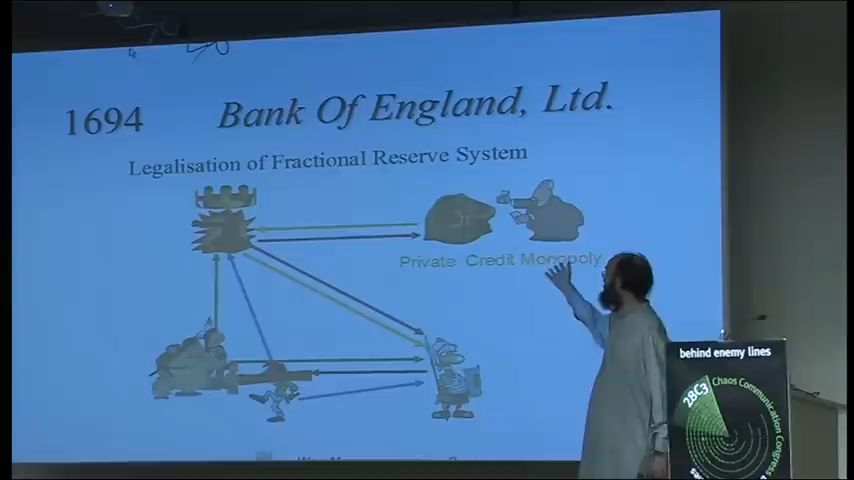 1694 Bank Of England, Ltd.
Legalisation of Fractional Reserve System
Private Credit Monopoly
behind enemy lines
28C3 Chaos Communication Congress